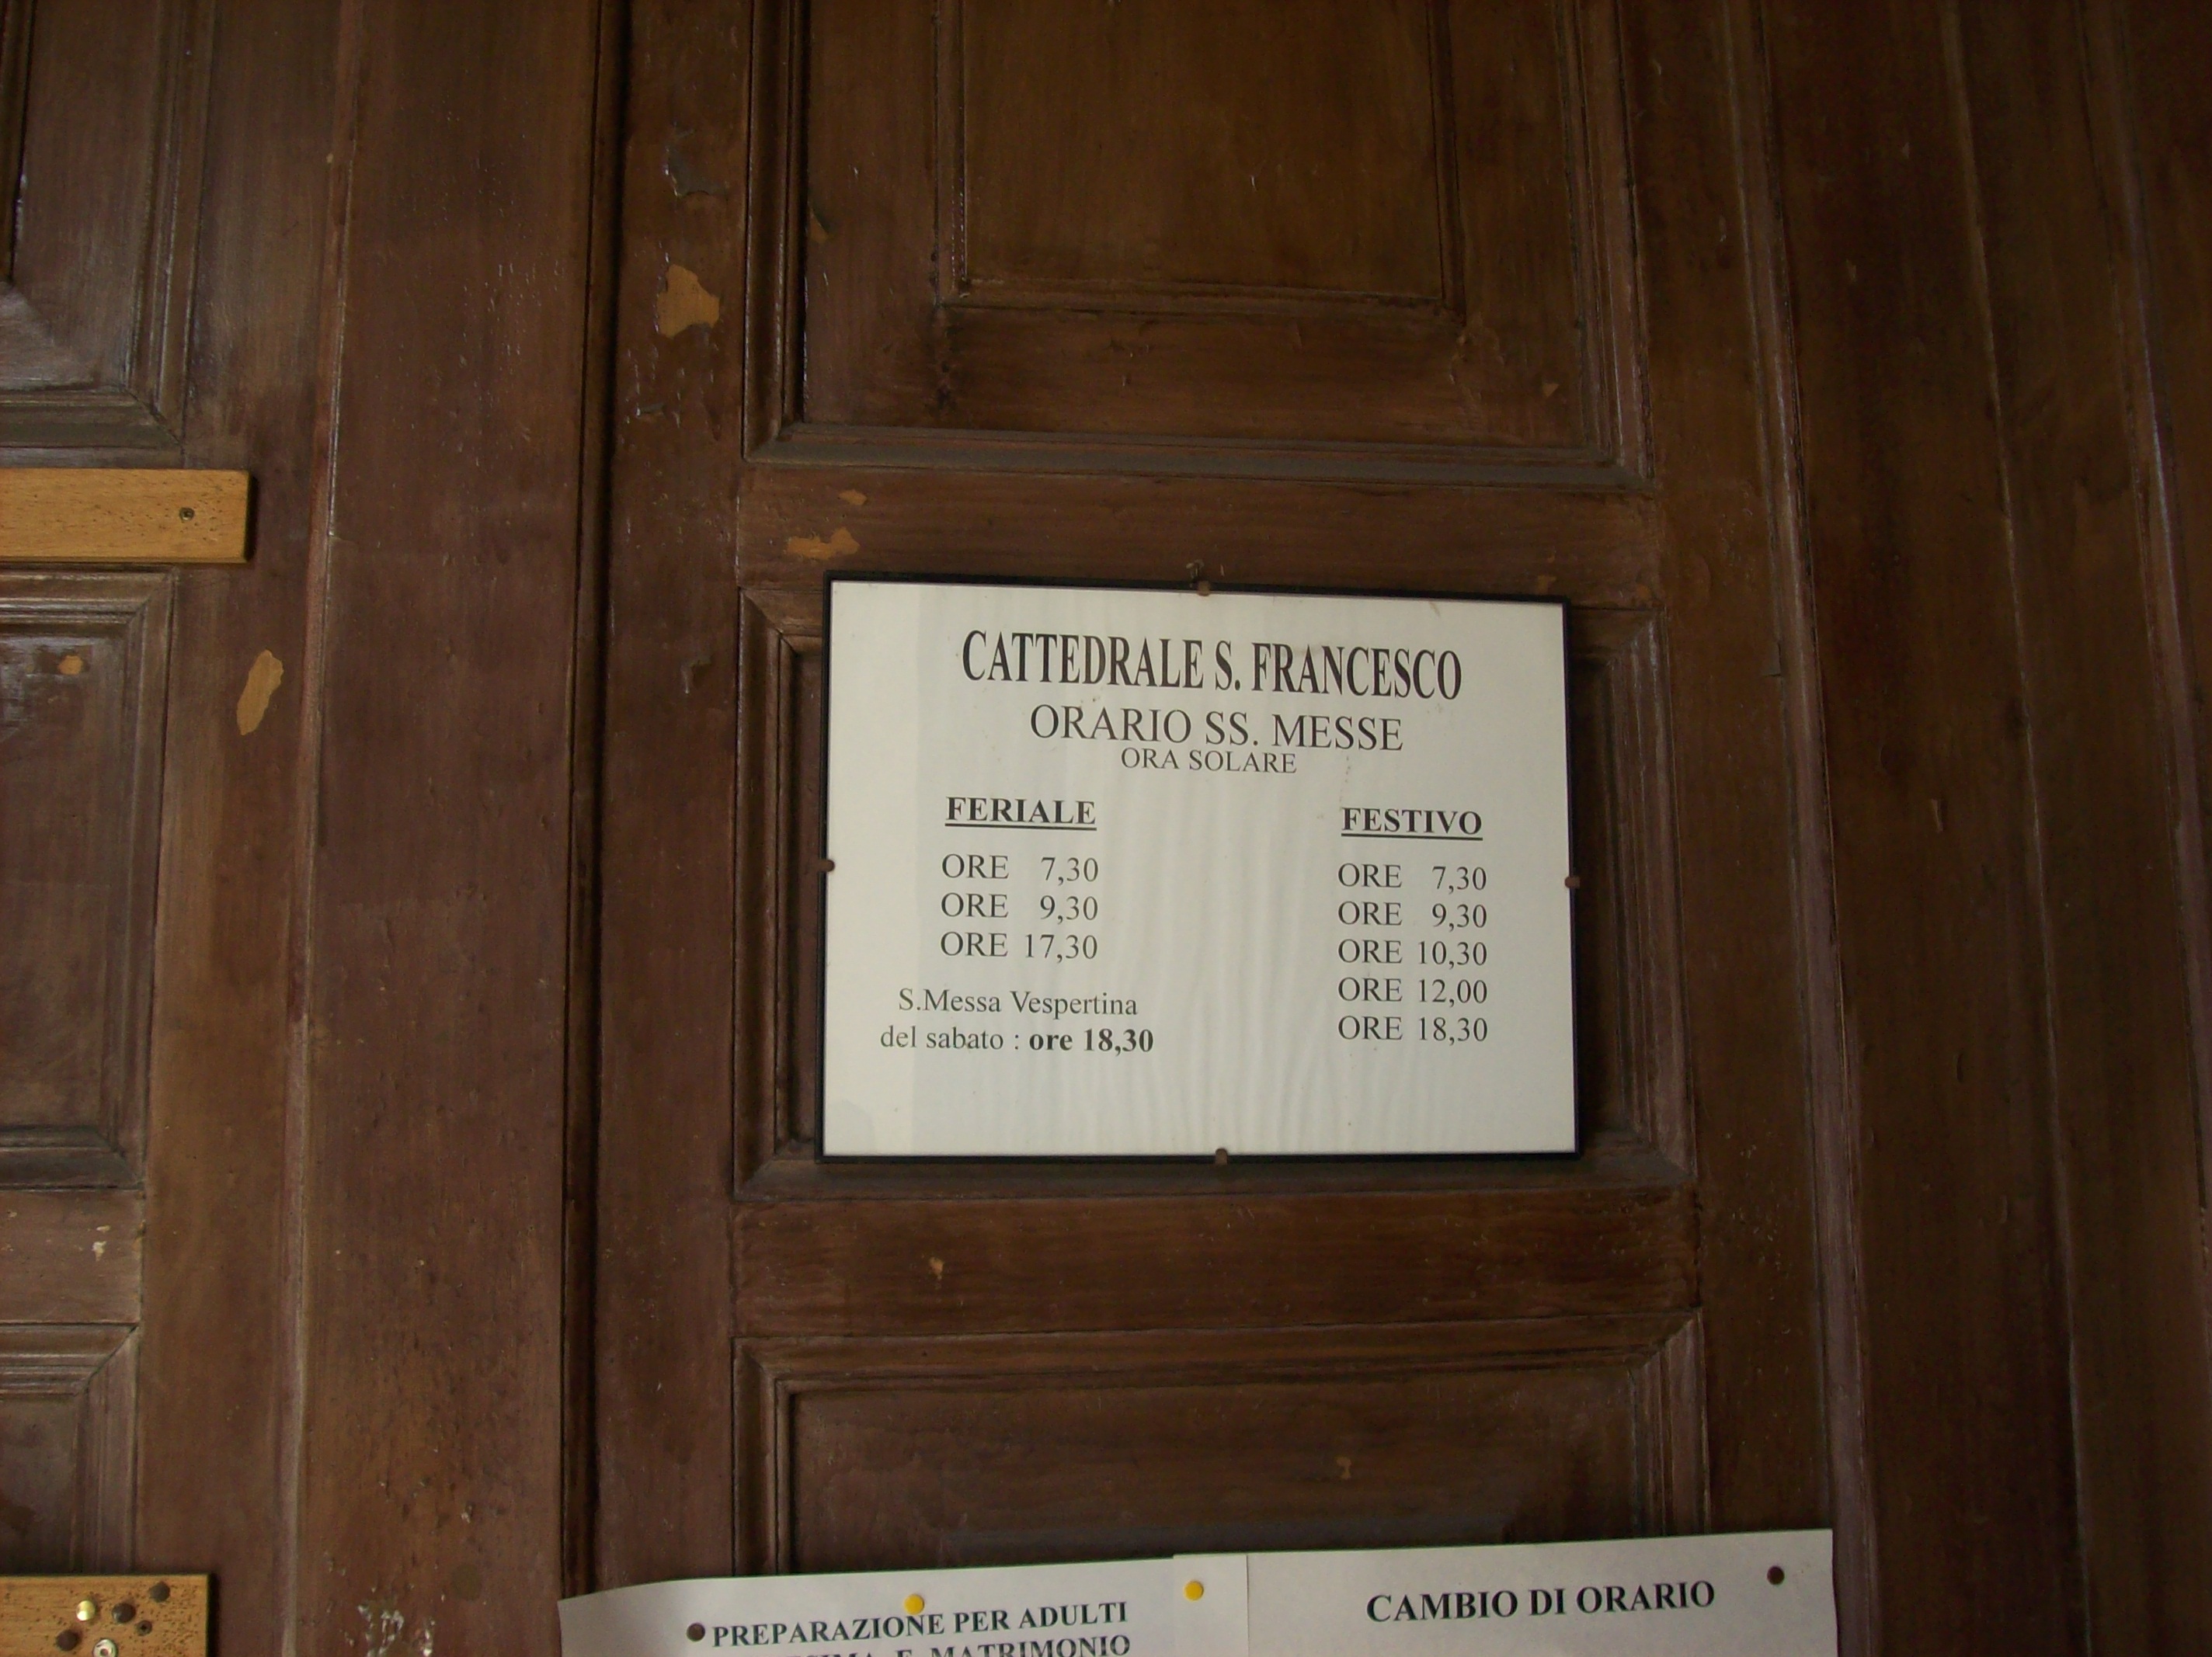 CATTEDRALE S. FRANCESCO
ORARIO SS. MESSE
ORA SOLARE
FERIALE
ORE 7,30
ORE 9,30
ORE 17,30
S.Messa Vespertina
del sabato : ore 18,30
FESTIVO
ORE 7,30
ORE 9,30
ORE 10,30
ORE 12,00
ORE 18,30
PREPARAZIONE PER ADULTI
E MATRIMONIO
CAMBIO DI ORARIO